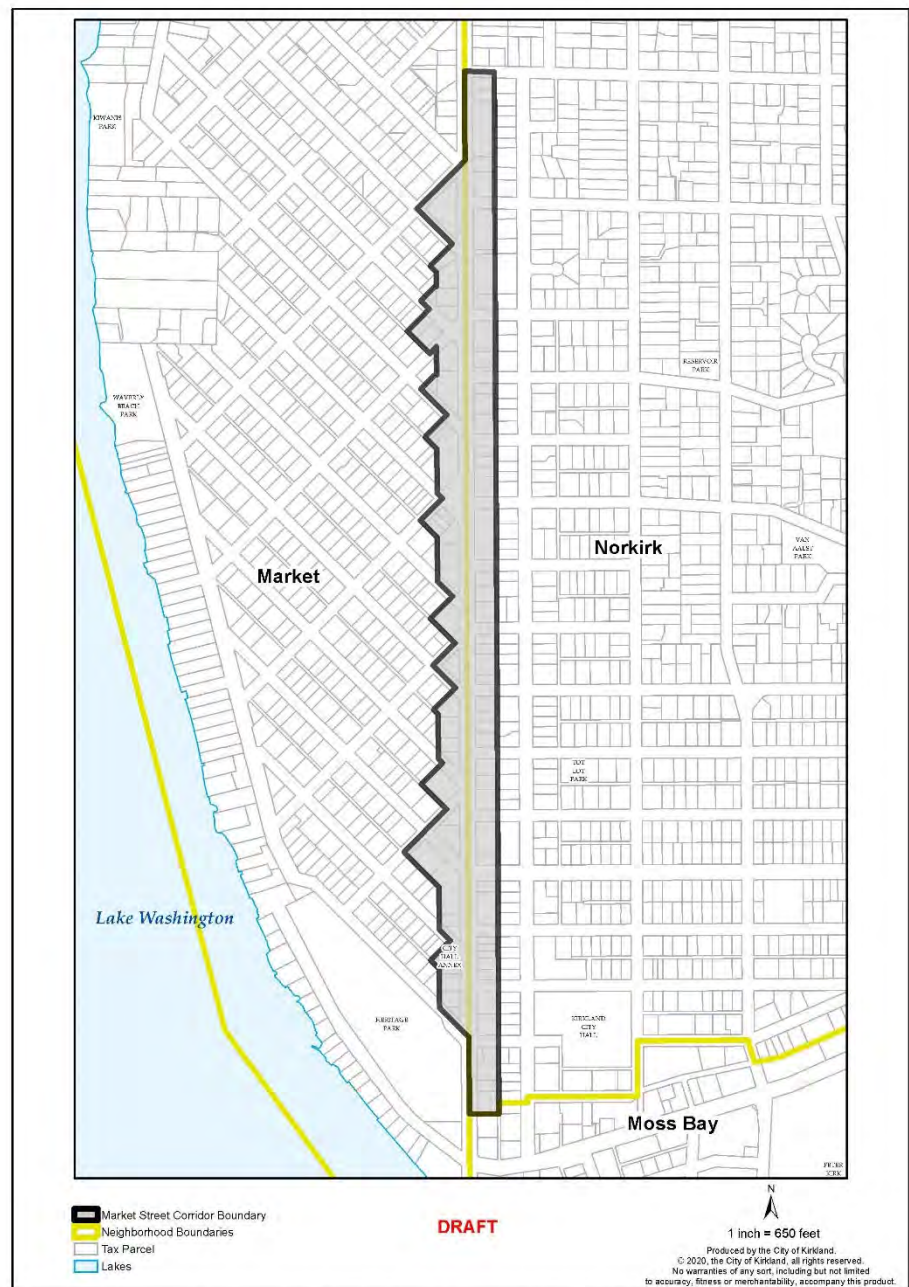 KIWANIS
PARK
RESERVOIR
PARK
WAVERLY
BEACH
PARK
Norkirk
VAN
AALST
PARK
Market
TOT
LOT
PARK
Lake Washington
CITY
HALL
ANNEX
HERITAGE
PARK
KIRKLAND
CITY
HALL
Moss Bay
PETER
KIRK
Market Street Corridor Boundary
Neighborhood Boundaries
Tax Parcel
Lakes
DRAFT
N
1 inch = 650 feet
Produced by the City of Kirkland.
© 2020, the City of Kirkland, all rights reserved.
No warranties of any sort, including but not limited
to accuracy, fitness or merchantability, accompany this product.